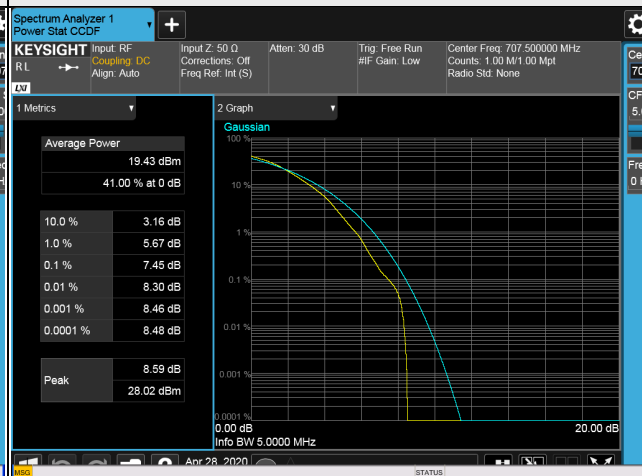 Spectrum Analyzer 1
Power Stat CCDF
KEYSIGHT
RL
LXI
Input: RF
Coupling: DC
Align: Auto
Input Z: 50 Ω
Corrections: Off
Freq Ref: Int (S)
Atten: 30 dB
Trig: Free Run
#IF Gain: Low
Center Freq: 707.500000 MHz
Counts: 1.00 M/1.00 Mpt
Radio Std: None
1 Metrics
Average Power
19.43 dBm
41.00 % at 0 dB
10.0 % 3.16 dB
1.0 % 5.67 dB
0.1 % 7.45 dB
0.01 % 8.30 dB
0.001 % 8.46 dB
0.0001 % 8.48 dB
Peak
8.59 dB
28.02 dBm
2 Graph
Gaussian
100 %
10 %
1 %
0.1 %
0.01 %
0.001 %
0.0001 %
0.00 dB 20.00 dB
Info BW 5.0000 MHz
Apr 28, 2020
MSG
STATUS